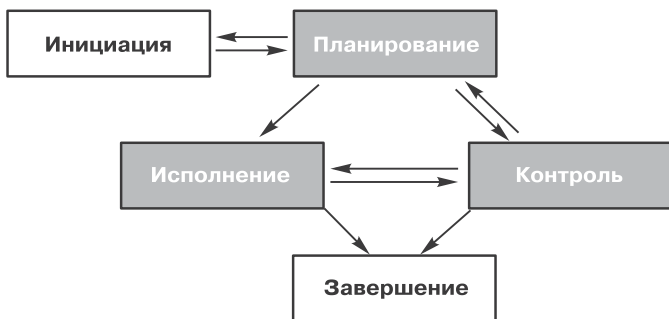 Инициация
Планирование
Исполнение
Контроль
Завершение